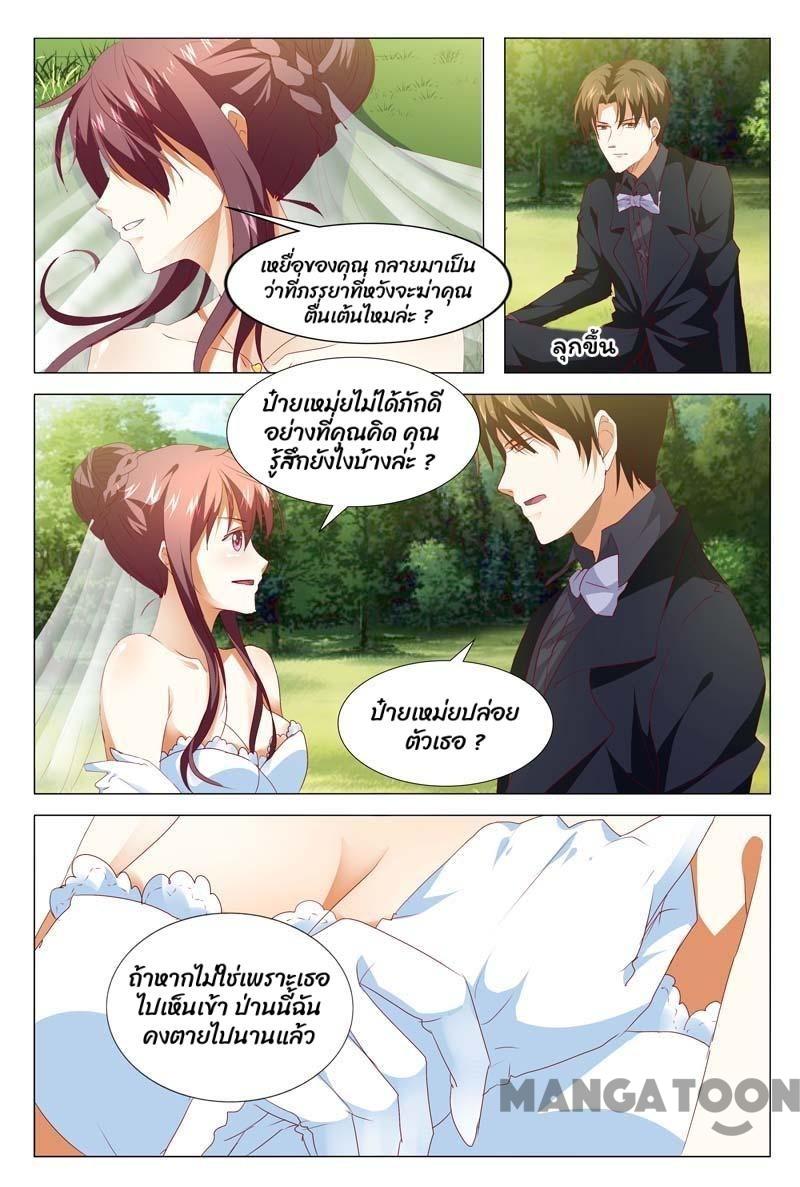 เหยื่อของคุณ กลายมาเป็น
ว่าที่ภรรยาที่หวังจะฆ่าคุณ
ตื่นเต้นไหมล่ะ ?
ลุกขึ้น
ป๋ายเหม่ยไม่ได้ภักดี
อย่างที่คุณคิด คุณ
รู้สึกยังไงบ้างล่ะ ?
ป๋ายเหม่ยปล่อย
ตัวเธอ ?
ถ้าหากไม่ใช่เพราะเธอ
ไปเห็นเข้า ป่านนี้ฉัน
คงตายไปนานแล้ว
MANGATOON